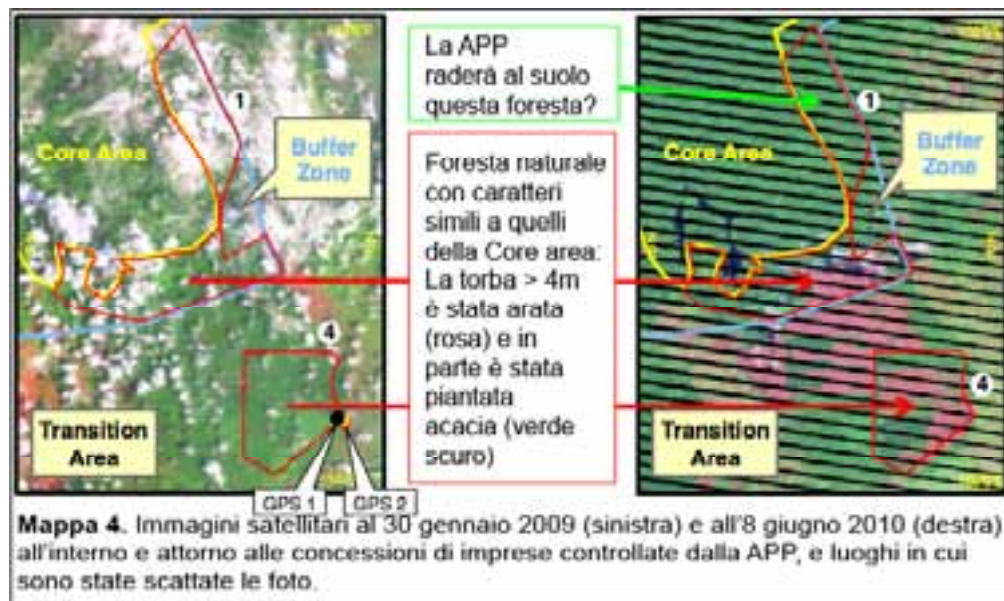 Core Area
1
Buffer
Zone
4
Transition
Area
GPS 1
GPS 2
La APP
raderà al suolo
questa foresta?
Foresta naturale
con caratteri
simili a quelli
della Core area:
La torba > 4m
è stata arata
(rosa) e in
parte è stata
piantata
acacia (verde
scuro)
Core Area
1
Buffer
Zone
4
Transition
Area
Mappa 4. Immagini satellitari al 30 gennaio 2009 (sinistra) e all'8 giugno 2010 (destra)
all'interno e attorno alle concessioni di imprese controllate dalla APP, e luoghi in cui
sono state scattate le foto.